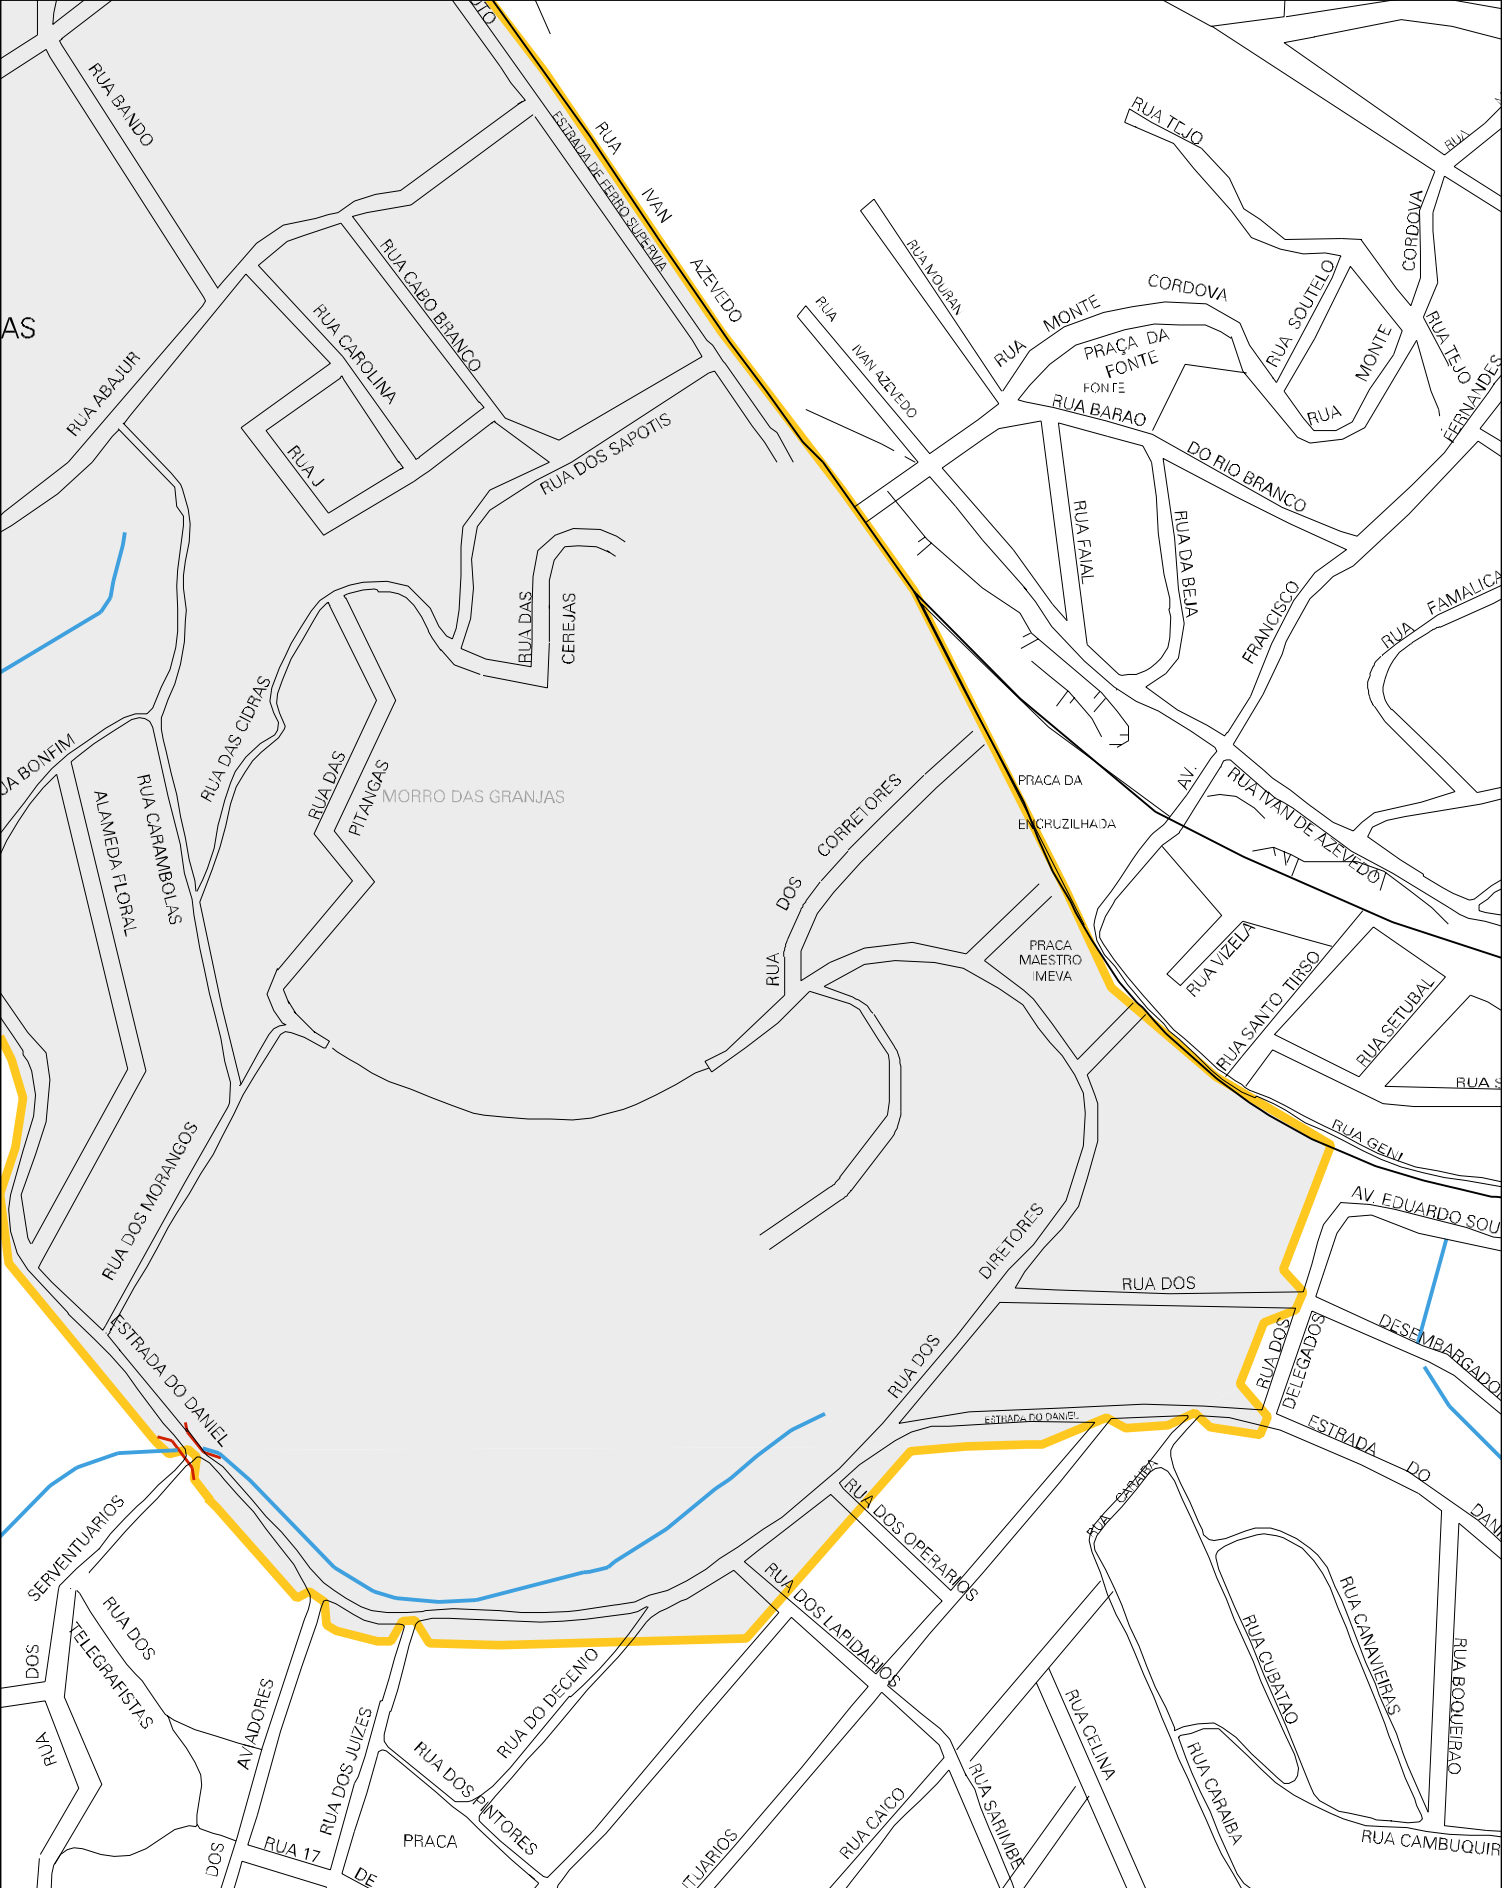 RUA BANDO
ESTRADA DE FERRO SUPERVIA
RUA
IVAN
AZEVEDO
RUA TEJO
RUA
CORDOVA
RUA MOURAN
RUA CABO BRANCO
RUA CAROLINA
AS
RUA ABAJUR
RUA
IVAN AZEVEDO
RUA
MONTE
CORDOVA
PRAÇA DA
FONTE
FONTE
RUA SOUTELO
MONTE
RUA
RUA TEJO
FERNANDES
RUA BARAO
DO RIO BRANCO
RUA J
RUA DOS SAPOTIS
RUA FAIAL
RUA DA BEJA
FRANCISCO
AV.
RUA
FAMALICA
RUA DAS
CEREJAS
RUA DAS CIDRAS
RUA DAS
PITANGAS
MORRO DAS GRANJAS
UA BONFIM
ALAMEDA FLORAL
RUA CARAMBOLAS
PRACA DA
ENCRUZILHADA
RUA IVAN DE AZEVEDO
RUA
DOS
CORRETORES
PRACA
MAESTRO
IMEVA
RUA VIZELA
RUA SANTO TIRSO
RUA SETUBAL
RUA S
RUA GENI
RUA DOS MORANGOS
AV. EDUARDO SOU
DIRETORES
RUA DOS
RUA DOS
RUA DOS
DELEGADOS
DESEMBARGADO
ESTRADA DO DANIEL
ESTRADA DO DANIEL
ESTRADA
DO
DANI
SERVENTUARIOS
DOS
RUA
RUA DOS
TELEGRAFISTAS
RUA DOS OPERARIOS
RUA DOS LAPIDARIOS
RUA
CARAIBA
RUA CUBATAO
RUA CANAVIEIRAS
RUA BOQUEIRAO
AVIADORES
DOS
RUA DOS JUIZES
RUA DO DECENIO
RUA DOS PINTORES
PRACA
RUA 17
DE
TUARIOS
RUA CAICO
RUA SARIMBE
RUA CELINA
RUA CARAIBA
RUA CAMBUQUIR